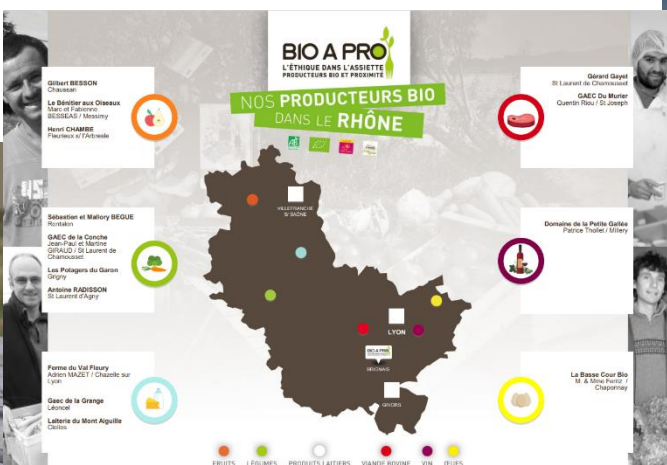 BIO A PRO
L'ÉTHIQUE DANS L'ASSIETTE
PRODUCTEURS BIO ET PROXIMITÉ
NOS PRODUCTEURS BIO
DANS LE RHÔNE
Gilbert BESSON
Chaussan
Le Bénitier aux Oiseaux
Marc et Fabienne
BESSEAS / Messimy
Henri CHAMBE
Fleurieux s/ l'Arbresle
Gérard Gayet
St Laurent de Chamousset
GAEC Du Murier
Quentin Riou / St Joseph
Sébastien et Mallory BEGUE
Rontalon
GAEC de la Conche
Jean-Paul et Martine
GIRAUD / St Laurent de
Chamousset
Les Potagers du Garon
Grigny
Antoine RADISSON
St Laurent d'Agny
Domaine de la Petite Gallée
Patrice Thollet / Millery
Ferme du Val Fleury
Adrien MAZET / Chazelle sur
Lyon
Gaec de la Grange
Léoncel
Laiterie du Mont Aiguille
Clelles
La Basse Cour Bio
M. & Mme Ferriz /
Chaponnay
VILLEFRANCHE
S/ SAÔNE
LYON
BIO A PRO
BRIGNAIS
GIVORS
FRUITS LÉGUMES PRODUITS LAITIERS VIANDE BOVINE VIN ŒUFS